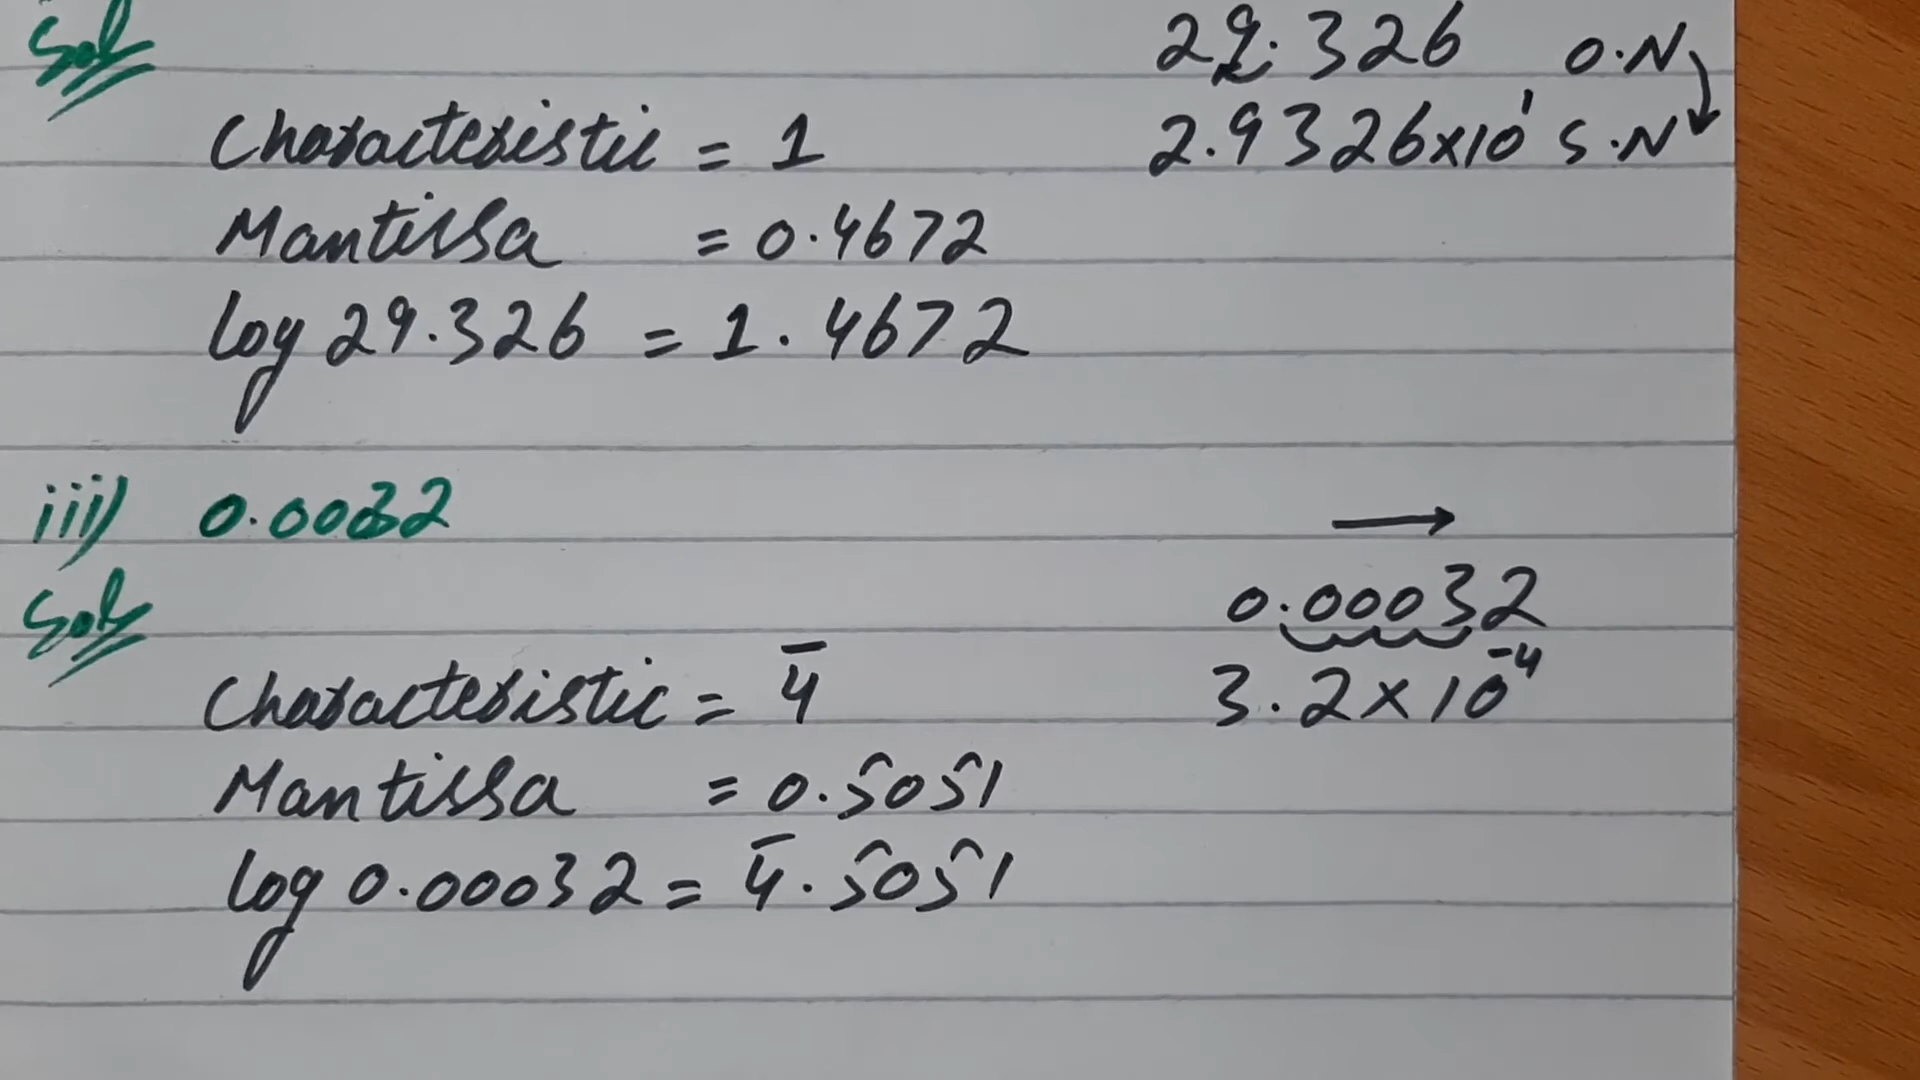 Sol
29.326 O.N
Characteristic = 1
2.9326×10¹ S.N
Mantissa = 0.4672
log 29.326 = 1.4672
iii) 0.0032
Sol
0.00032
Characteristic = 4̅
3.2×10⁻⁴
Mantissa = 0.5051
log 0.00032 = 4̅.5051